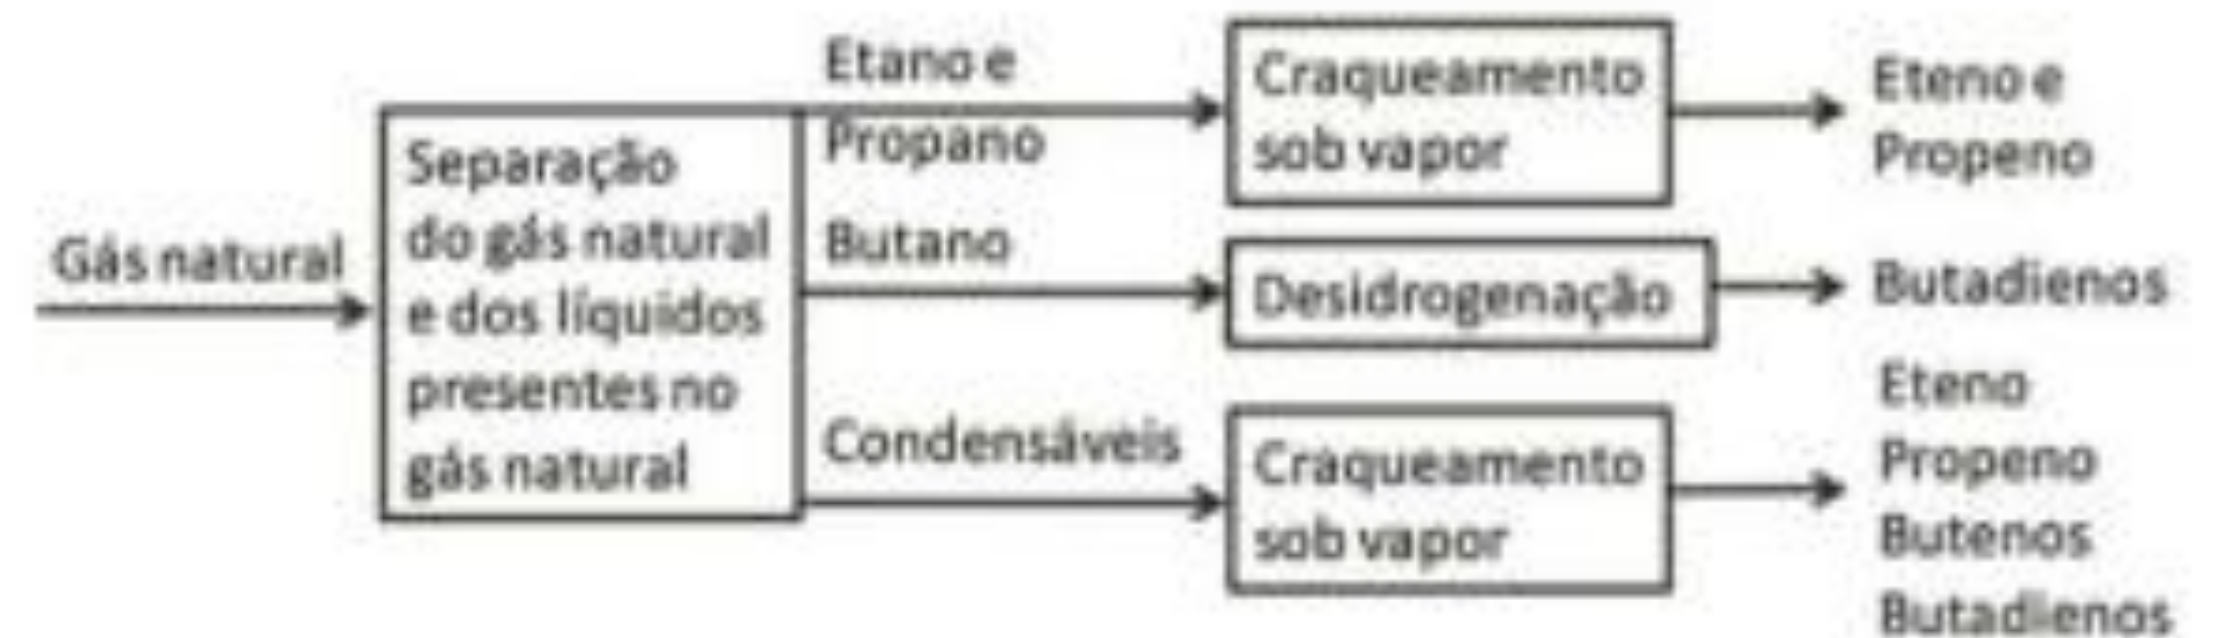 Gás natural
Separação
do gás natural
e dos líquidos
presentes no
gás natural
Etano e
Propano
Butano
Condensáveis
Craqueamento
sob vapor
Desidrogenação
Craqueamento
sob vapor
Eteno e
Propeno
Butadienos
Eteno
Propeno
Butenos
Butadienos